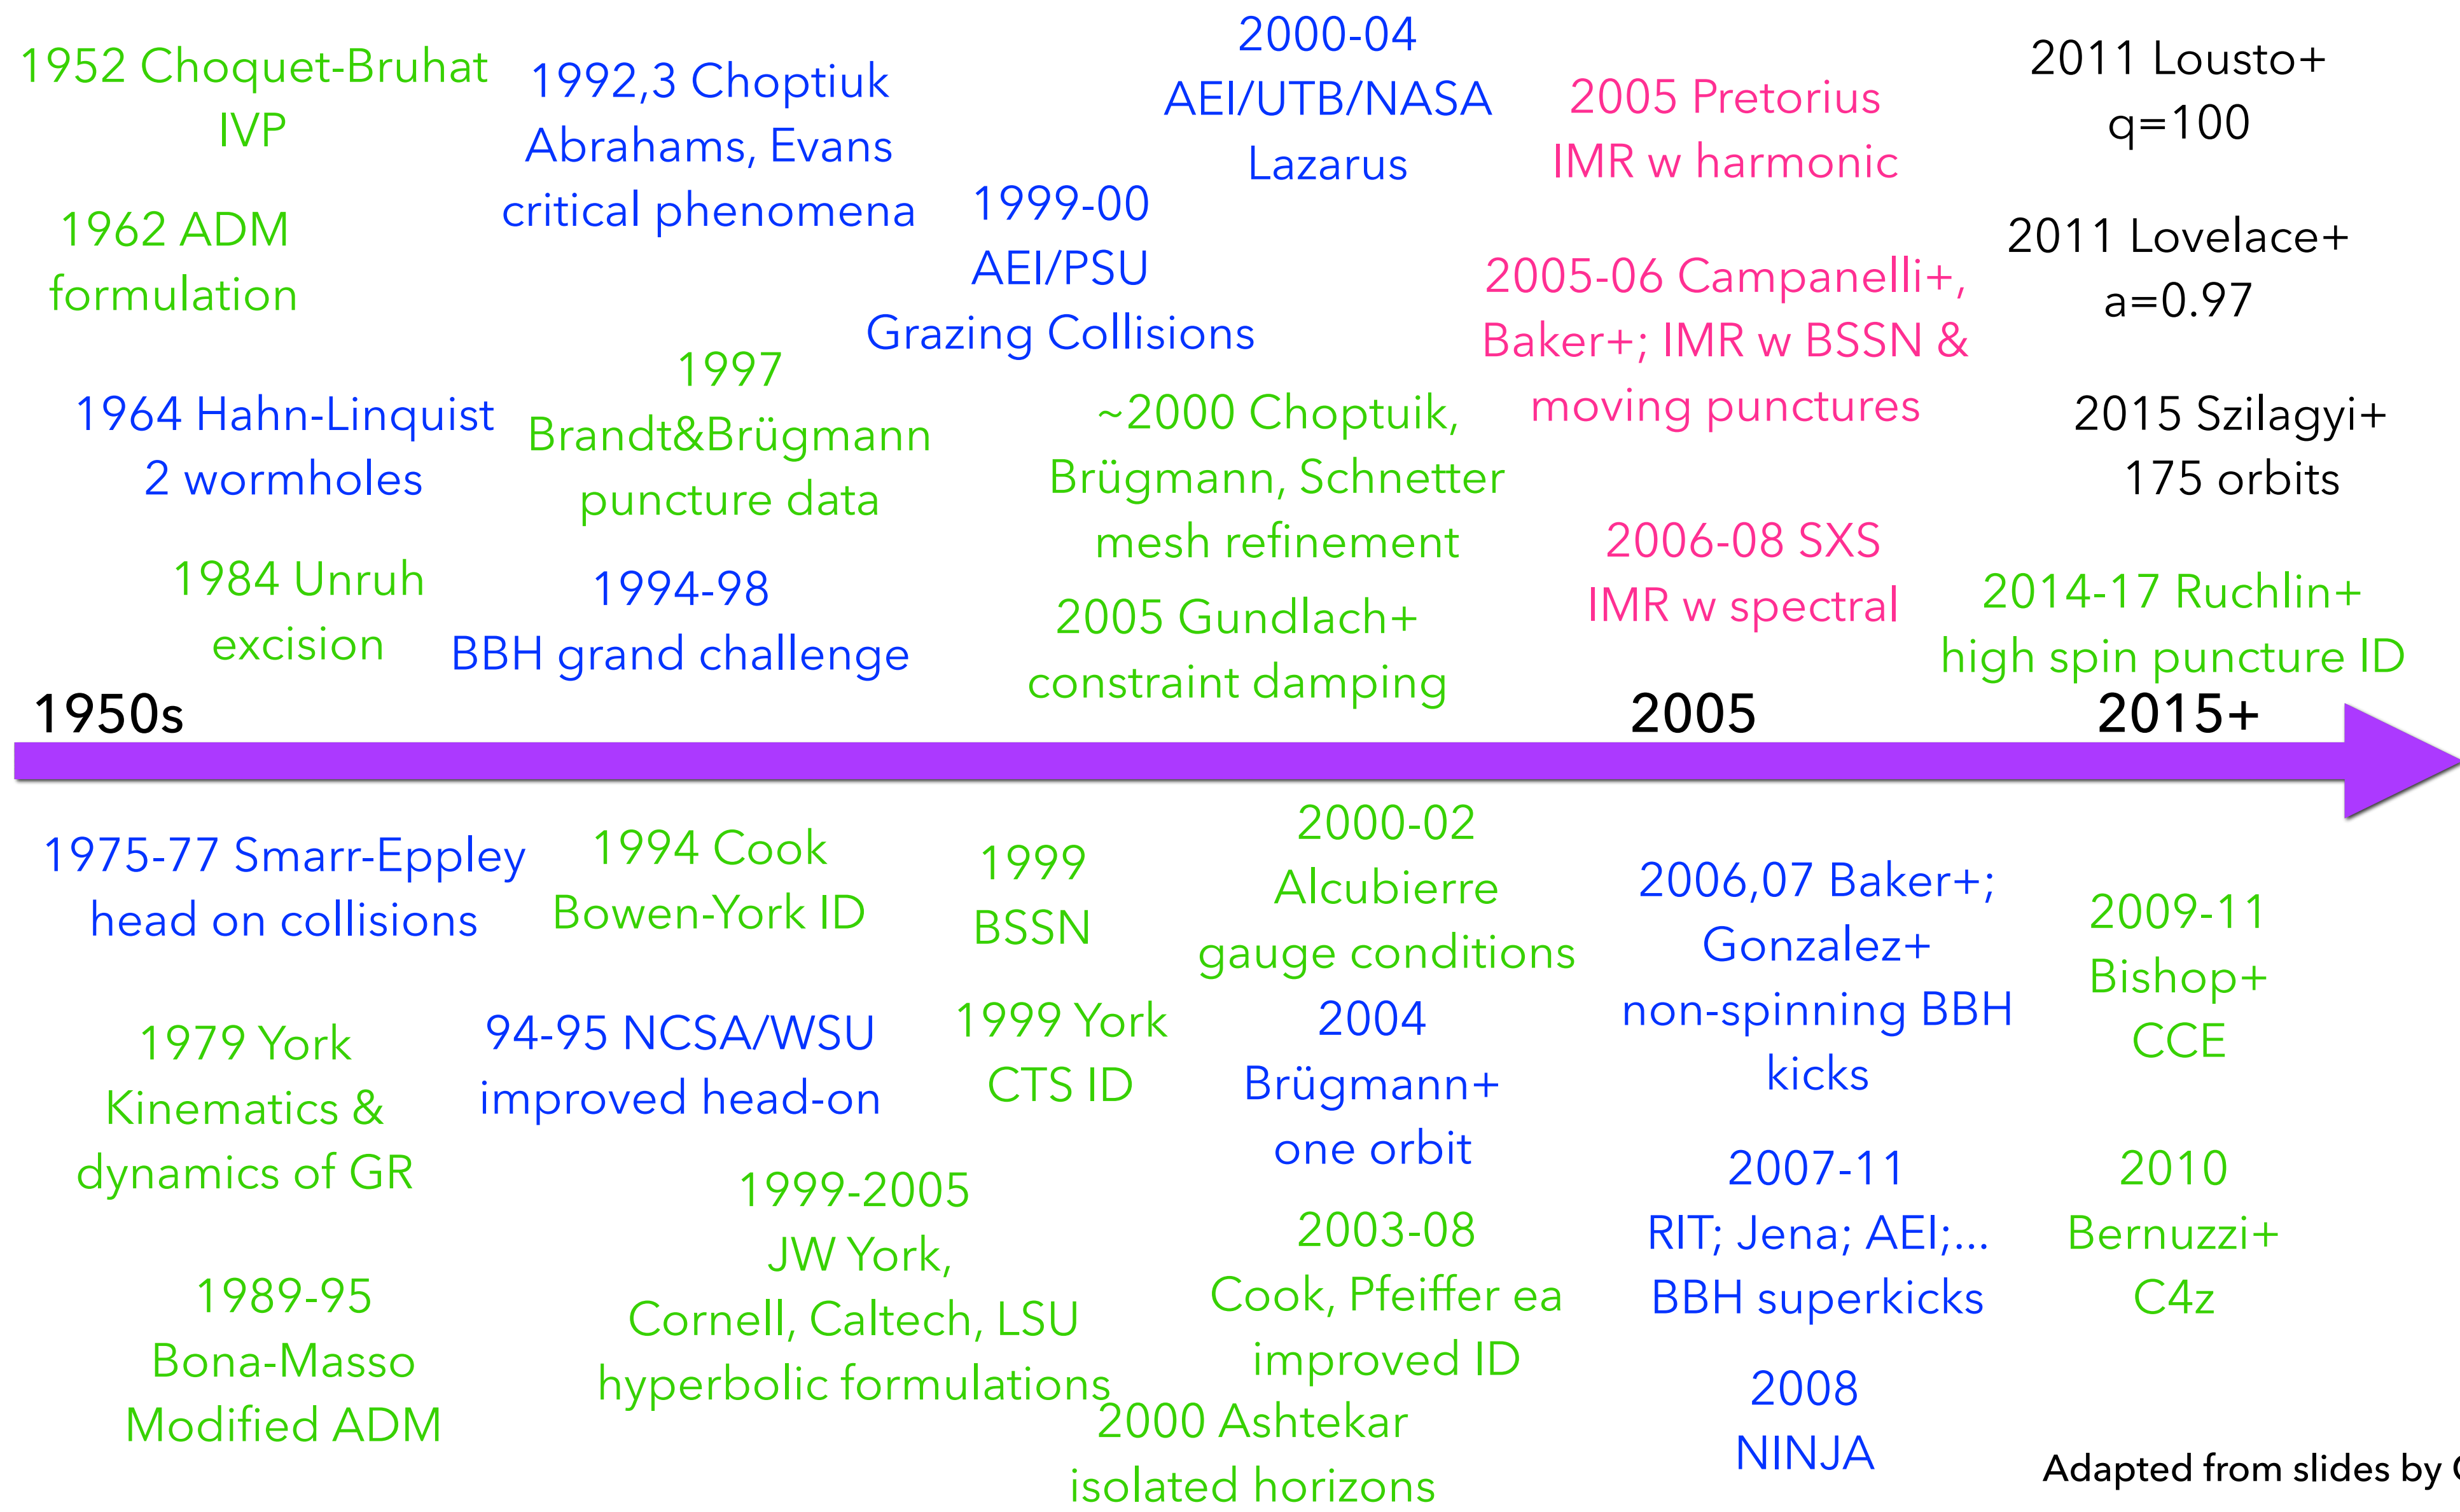 1952 Choquet-Bruhat
IVP
1962 ADM
formulation
1964 Hahn-Linquist
2 wormholes
1984 Unruh
excision
1992,3 Choptiuk
Abrahams, Evans
critical phenomena
1997
Brandt&Brügmann
puncture data
1994-98
BBH grand challenge
1999-00
AEI/PSU
Grazing Collisions
2000-04
AEI/UTB/NASA
Lazarus
~2000 Choptuik,
Brügmann, Schnetter
mesh refinement
2005 Gundlach+
constraint damping
2005 Pretorius
IMR w harmonic
2005-06 Campanelli+,
Baker+; IMR w BSSN &
moving punctures
2006-08 SXS
IMR w spectral
2011 Lousto+
q=100
2011 Lovelace+
a=0.97
2015 Szilagyi+
175 orbits
2014-17 Ruchlin+
high spin puncture ID
1950s
2005
2015+
1975-77 Smarr-Eppley
head on collisions
1979 York
Kinematics &
dynamics of GR
1989-95
Bona-Masso
Modified ADM
1994 Cook
Bowen-York ID
94-95 NCSA/WSU
improved head-on
1999-2005
JW York,
Cornell, Caltech, LSU
hyperbolic formulations
1999
BSSN
1999 York
CTS ID
2000-02
Alcubierre
gauge conditions
2004
Brügmann+
one orbit
2003-08
Cook, Pfeiffer ea
improved ID
2000 Ashtekar
isolated horizons
2006,07 Baker+;
Gonzalez+
non-spinning BBH
kicks
2007-11
RIT; Jena; AEI;...
BBH superkicks
2008
NINJA
2009-11
Bishop+
CCE
2010
Bernuzzi+
C4z
Adapted from slides by